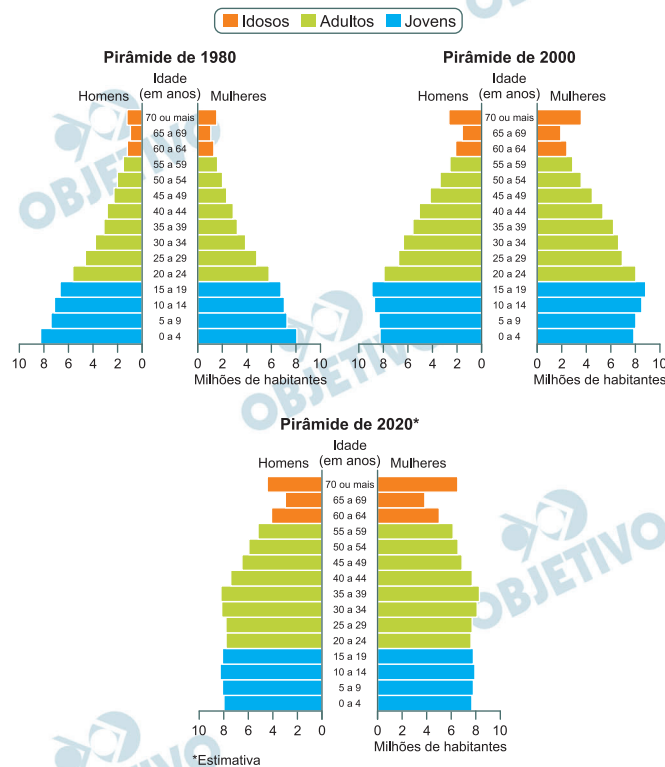 Idosos Adultos Jovens
Pirâmide de 1980
Homens
Idade
(em anos)
Mulheres
70 ou mais
65 a 69
60 a 64
55 a 59
50 a 54
45 a 49
40 a 44
35 a 39
30 a 34
25 a 29
20 a 24
15 a 19
10 a 14
5 a 9
0 a 4
10 8 6 4 2 0 0 2 4 6 8 10
Milhões de habitantes
Pirâmide de 2000
Homens
Idade
(em anos)
Mulheres
70 ou mais
65 a 69
60 a 64
55 a 59
50 a 54
45 a 49
40 a 44
35 a 39
30 a 34
25 a 29
20 a 24
15 a 19
10 a 14
5 a 9
0 a 4
10 8 6 4 2 0 0 2 4 6 8 10
Milhões de habitantes
Pirâmide de 2020*
Homens
Idade
(em anos)
Mulheres
70 ou mais
65 a 69
60 a 64
55 a 59
50 a 54
45 a 49
40 a 44
35 a 39
30 a 34
25 a 29
20 a 24
15 a 19
10 a 14
5 a 9
0 a 4
10 8 6 4 2 0 0 2 4 6 8 10
Milhões de habitantes
*Estimativa
OBJETIVO
OBJETIVO
OBJETIVO